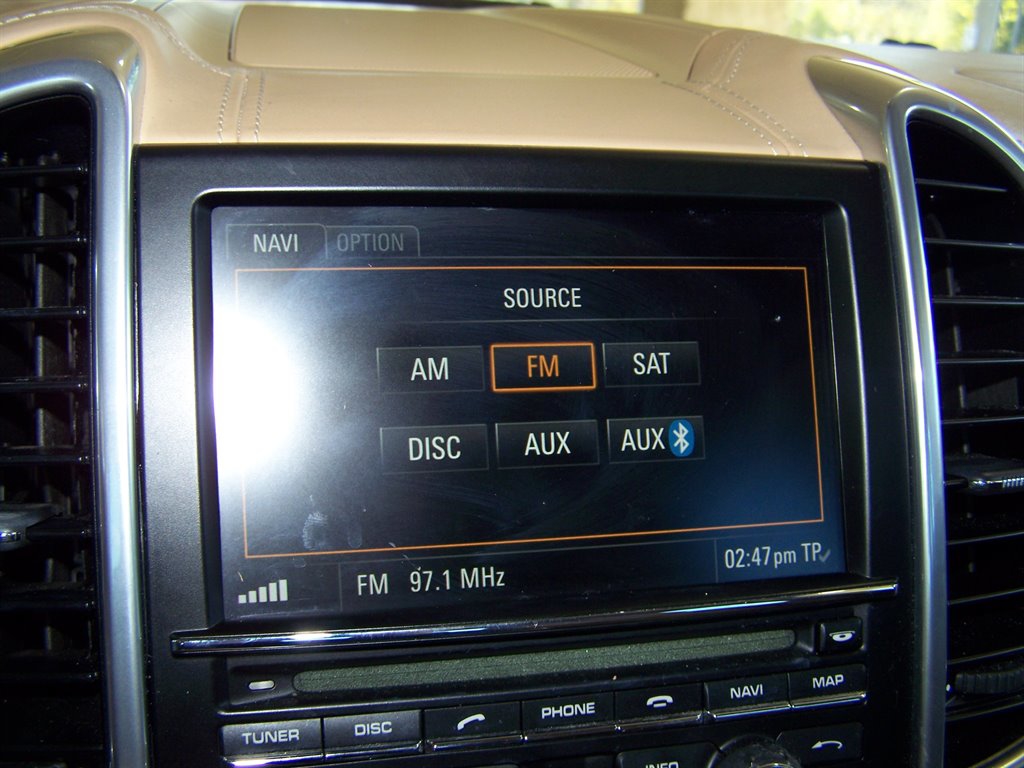 NAVI OPTION
SOURCE
AM FM SAT
DISC AUX AUX
FM 97.1 MHz 02:47pm TP
TUNER DISC PHONE NAVI MAP
INFO